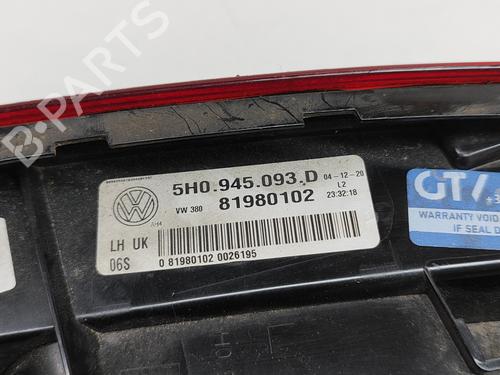 B-PARTS
5H0.945.093.D 04-12-20
VW 380 81980102 L2
23:32:18
AH4
LH UK
06S 0 81980102 0026195
GT
WARRANTY VOID
IF SEAL